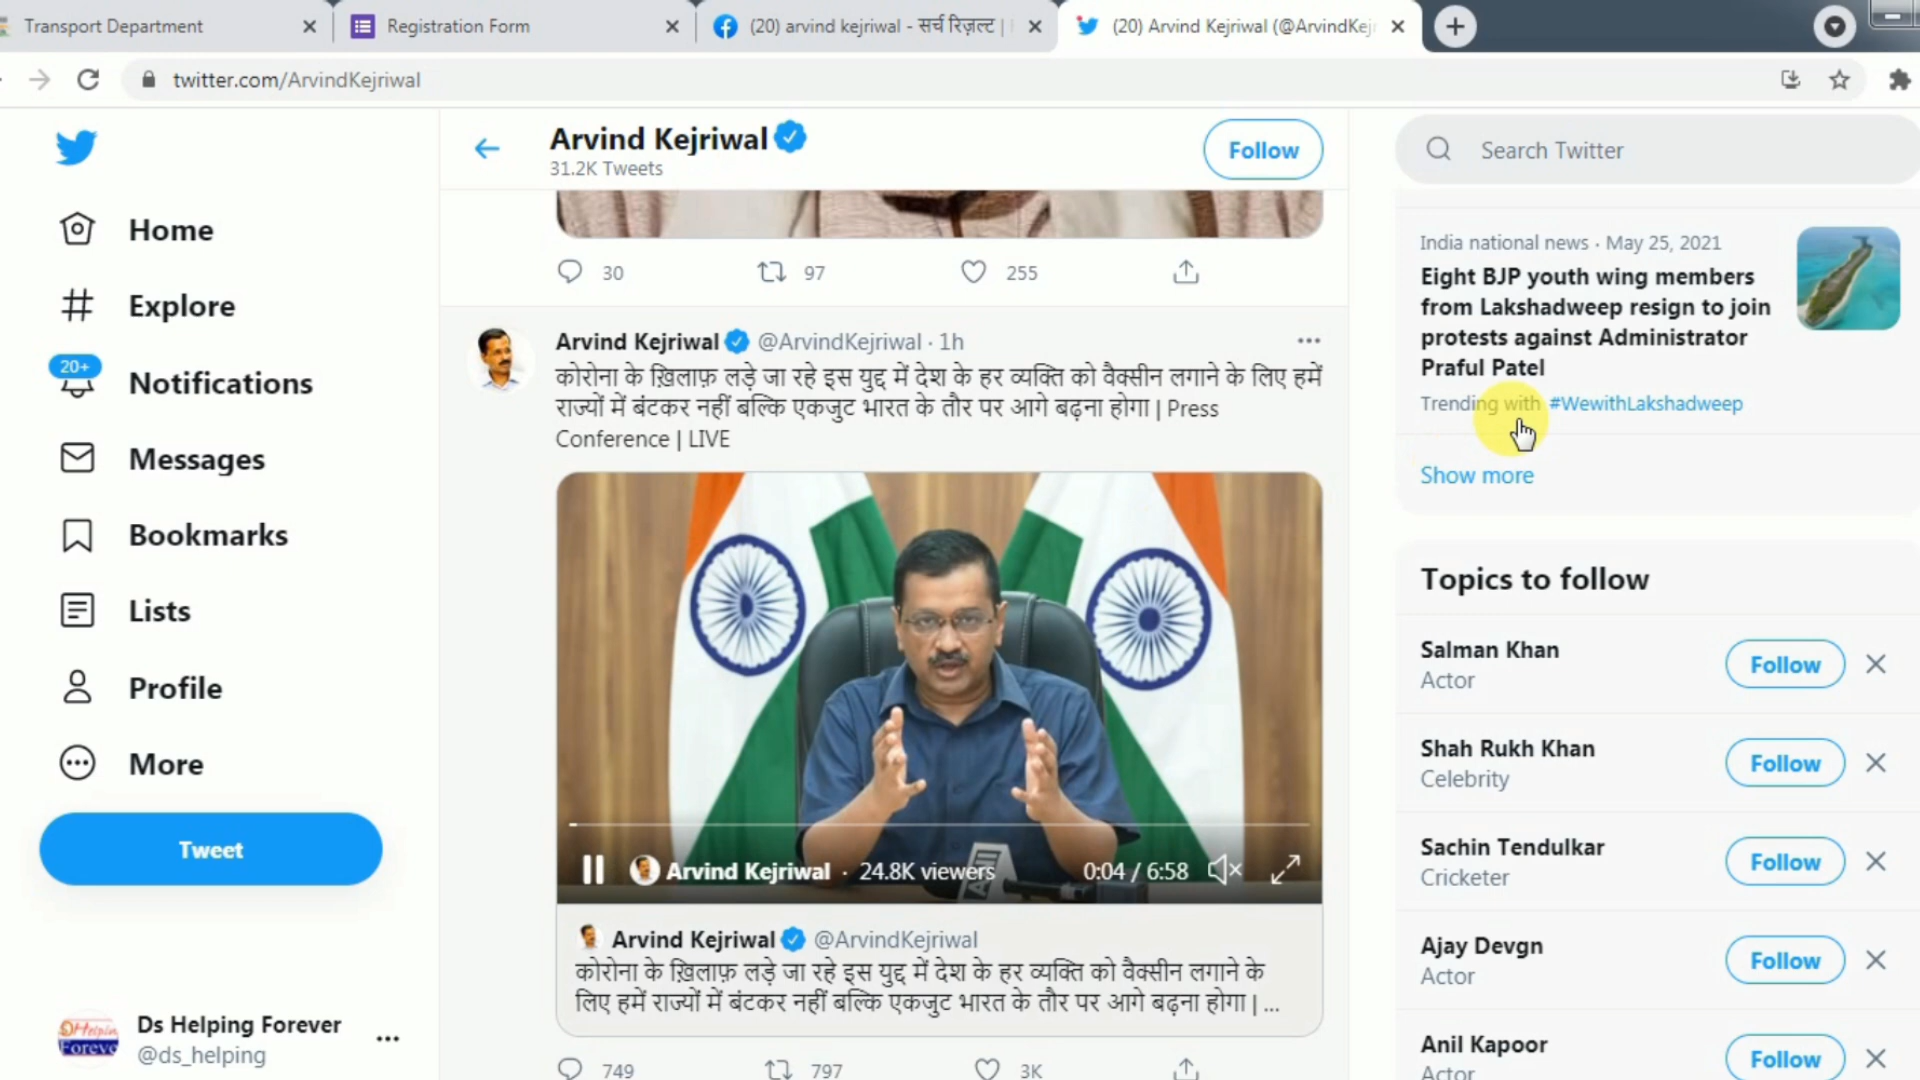 Transport Department
Registration Form
(20) arvind kejriwal - सर्च रिज़ल्ट |
(20) Arvind Kejriwal (@ArvindKej
twitter.com/ArvindKejriwal
Home
Explore
20+
Notifications
Messages
Bookmarks
Lists
Profile
More
Tweet
Ds Helping Forever
@ds_helping
Arvind Kejriwal
31.2K Tweets
Follow
30 97 255
Arvind Kejriwal @ArvindKejriwal · 1h
कोरोना के ख़िलाफ़ लड़े जा रहे इस युद्द में देश के हर व्यक्ति को वैक्सीन लगाने के लिए हमें
राज्यों में बंटकर नहीं बल्कि एकजुट भारत के तौर पर आगे बढ़ना होगा | Press
Conference | LIVE
Arvind Kejriwal · 24.8K viewers 0:04 / 6:58
Arvind Kejriwal @ArvindKejriwal
कोरोना के ख़िलाफ़ लड़े जा रहे इस युद्द में देश के हर व्यक्ति को वैक्सीन लगाने के
लिए हमें राज्यों में बंटकर नहीं बल्कि एकजुट भारत के तौर पर आगे बढ़ना होगा | ...
749 797 3K
Search Twitter
India national news · May 25, 2021
Eight BJP youth wing members
from Lakshadweep resign to join
protests against Administrator
Praful Patel
Trending with #WewithLakshadweep
Show more
Topics to follow
Salman Khan
Actor
Follow
Shah Rukh Khan
Celebrity
Follow
Sachin Tendulkar
Cricketer
Follow
Ajay Devgn
Actor
Follow
Anil Kapoor
Actor
Follow